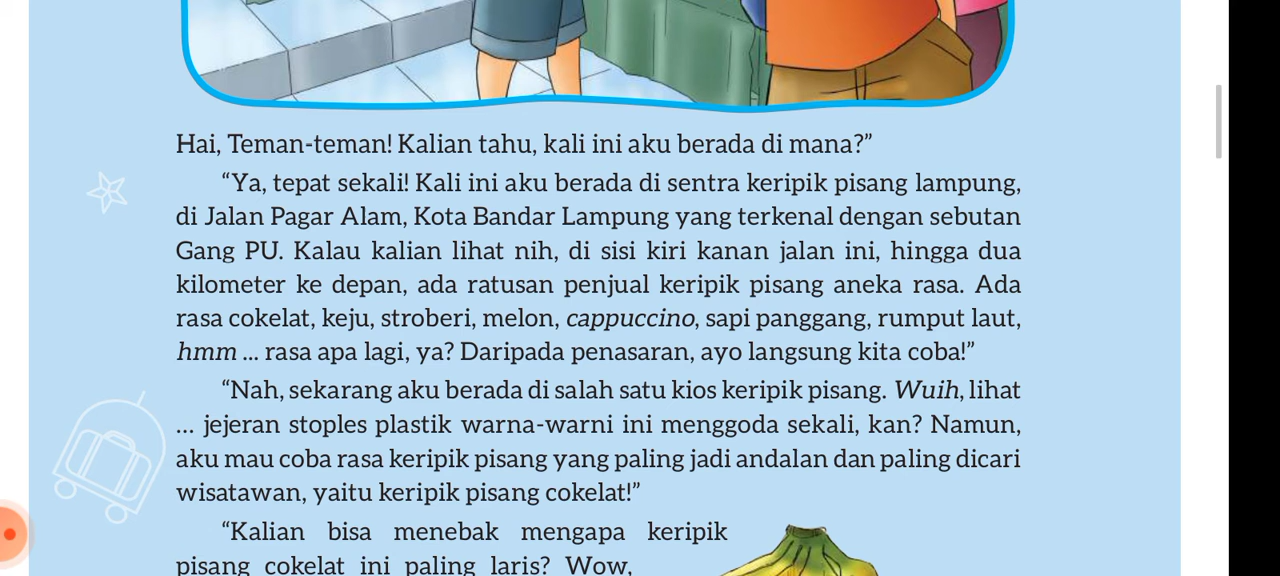 Hai, Teman-teman! Kalian tahu, kali ini aku berada di mana?”
“Ya, tepat sekali! Kali ini aku berada di sentra keripik pisang lampung,
di Jalan Pagar Alam, Kota Bandar Lampung yang terkenal dengan sebutan
Gang PU. Kalau kalian lihat nih, di sisi kiri kanan jalan ini, hingga dua
kilometer ke depan, ada ratusan penjual keripik pisang aneka rasa. Ada
rasa cokelat, keju, stroberi, melon, cappuccino, sapi panggang, rumput laut,
hmm ... rasa apa lagi, ya? Daripada penasaran, ayo langsung kita coba!”
“Nah, sekarang aku berada di salah satu kios keripik pisang. Wuih, lihat
... jejeran stoples plastik warna-warni ini menggoda sekali, kan? Namun,
aku mau coba rasa keripik pisang yang paling jadi andalan dan paling dicari
wisatawan, yaitu keripik pisang cokelat!”
“Kalian bisa menebak mengapa keripik
pisang cokelat ini paling laris? Wow,